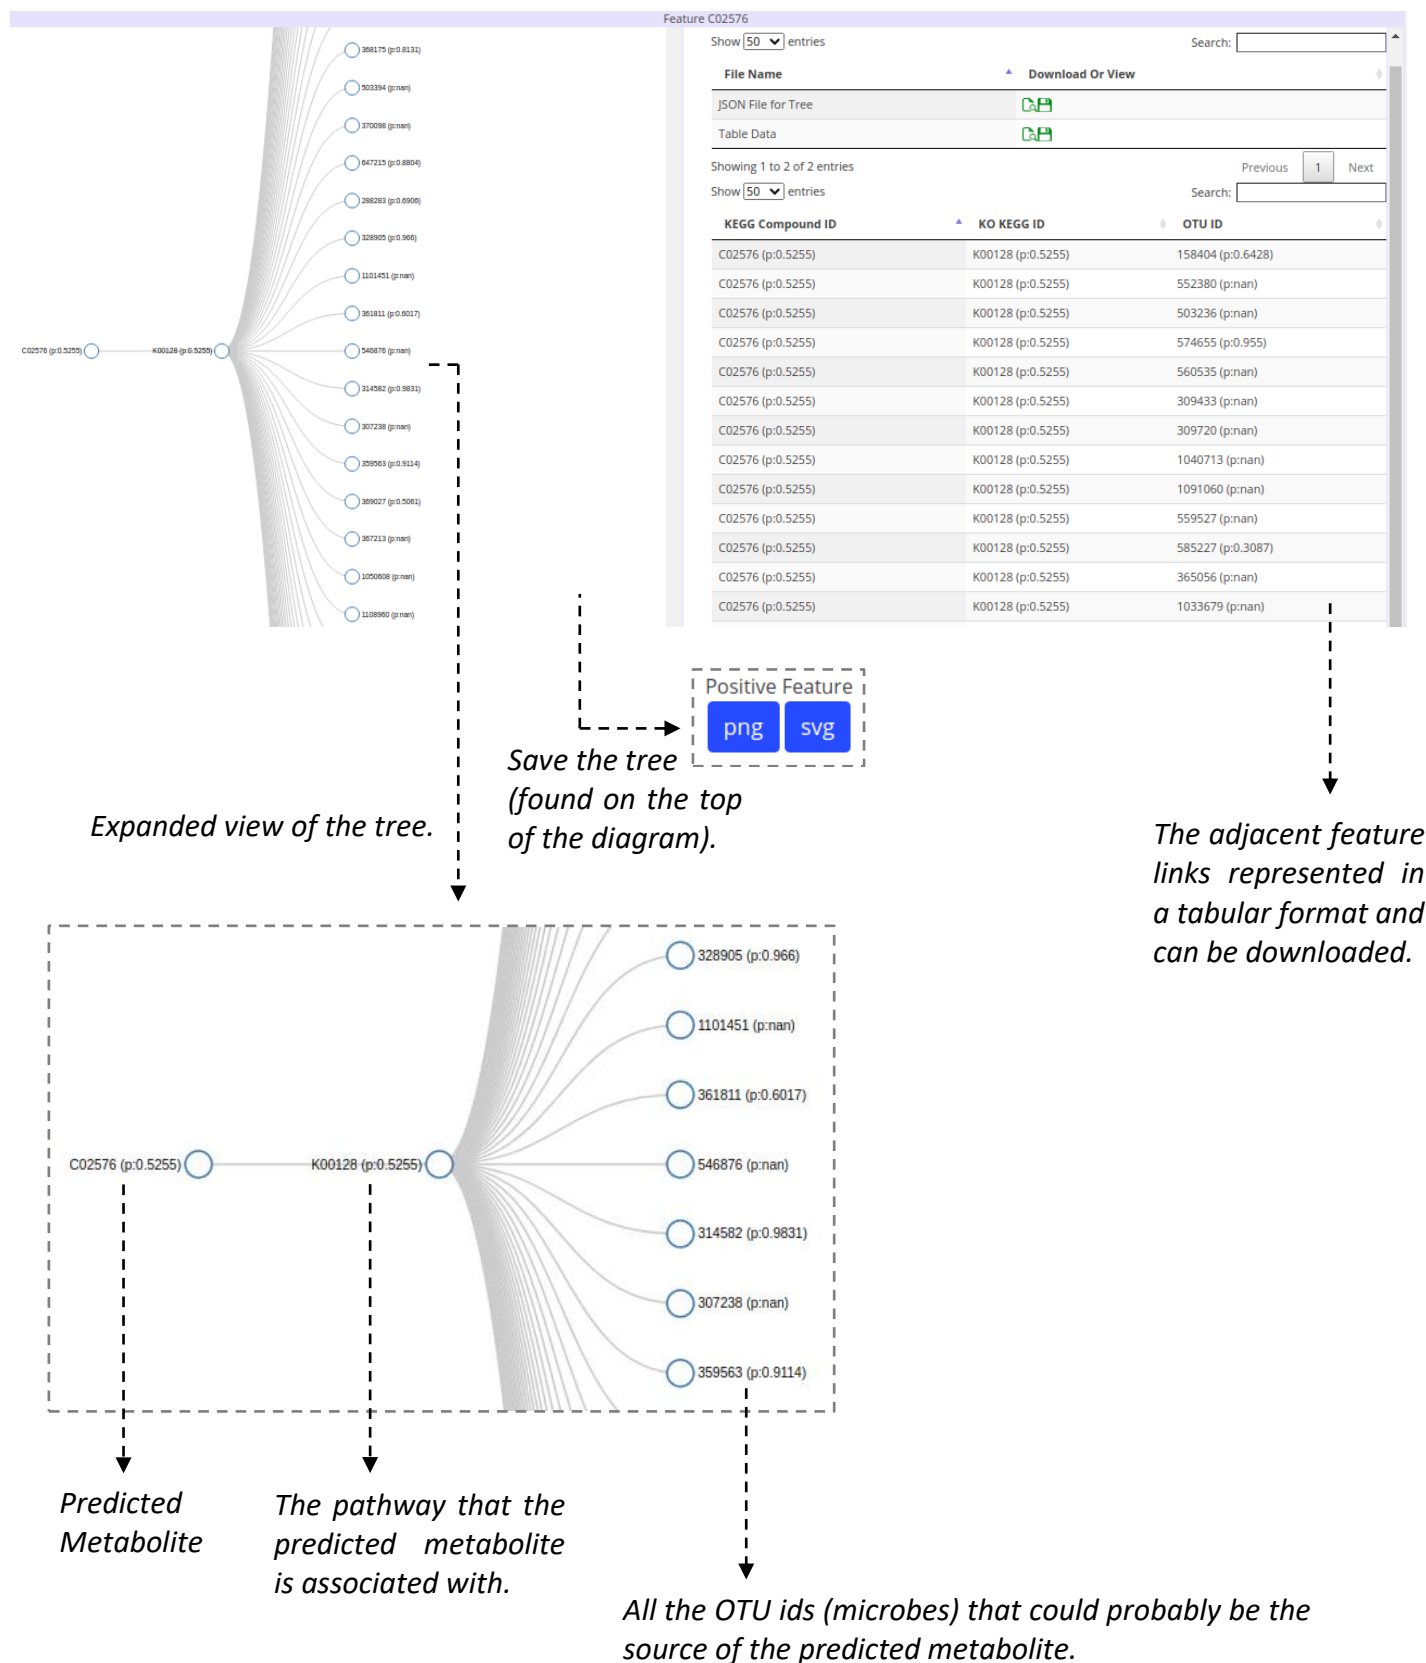 Feature C02576
368175 (p:0.8131)
503394 (p:nan)
370098 (p:nan)
647215 (p:0.8804)
288283 (p:0.6906)
328905 (p:0.966)
1101451 (p:nan)
361811 (p:0.6017)
C02576 (p:0.5255) K00128 (p:0.5255) 546876 (p:nan)
314582 (p:0.9831)
307238 (p:nan)
359563 (p:0.9114)
369027 (p:0.5061)
367213 (p:nan)
1050608 (p:nan)
1108960 (p:nan)
Show 50 entries Search:
File Name Download Or View
JSON File for Tree
Table Data
Showing 1 to 2 of 2 entries Previous 1 Next
Show 50 entries Search:
KEGG Compound ID KO KEGG ID OTU ID
C02576 (p:0.5255) K00128 (p:0.5255) 158404 (p:0.6428)
C02576 (p:0.5255) K00128 (p:0.5255) 552380 (p:nan)
C02576 (p:0.5255) K00128 (p:0.5255) 503236 (p:nan)
C02576 (p:0.5255) K00128 (p:0.5255) 574655 (p:0.955)
C02576 (p:0.5255) K00128 (p:0.5255) 560535 (p:nan)
C02576 (p:0.5255) K00128 (p:0.5255) 309433 (p:nan)
C02576 (p:0.5255) K00128 (p:0.5255) 309720 (p:nan)
C02576 (p:0.5255) K00128 (p:0.5255) 1040713 (p:nan)
C02576 (p:0.5255) K00128 (p:0.5255) 1091060 (p:nan)
C02576 (p:0.5255) K00128 (p:0.5255) 559527 (p:nan)
C02576 (p:0.5255) K00128 (p:0.5255) 585227 (p:0.3087)
C02576 (p:0.5255) K00128 (p:0.5255) 365056 (p:nan)
C02576 (p:0.5255) K00128 (p:0.5255) 1033679 (p:nan)
Positive Feature
png svg
Save the tree
(found on the top
of the diagram).
Expanded view of the tree.
The adjacent feature
links represented in
a tabular format and
can be downloaded.
328905 (p:0.966)
1101451 (p:nan)
361811 (p:0.6017)
C02576 (p:0.5255) K00128 (p:0.5255) 546876 (p:nan)
314582 (p:0.9831)
307238 (p:nan)
359563 (p:0.9114)
Predicted
Metabolite
The pathway that the
predicted metabolite
is associated with.
All the OTU ids (microbes) that could probably be the
source of the predicted metabolite.